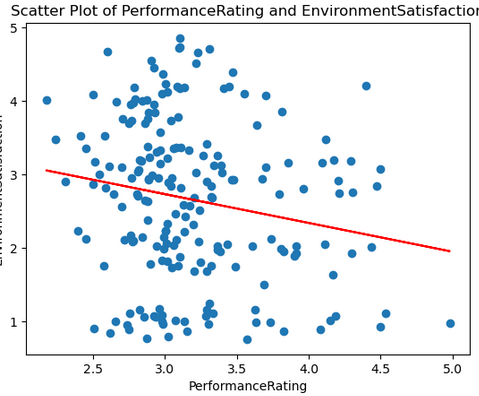 Scatter Plot of PerformanceRating and EnvironmentSatisfaction
5
4
3
2
1
2.5 3.0 3.5 4.0 4.5 5.0
PerformanceRating